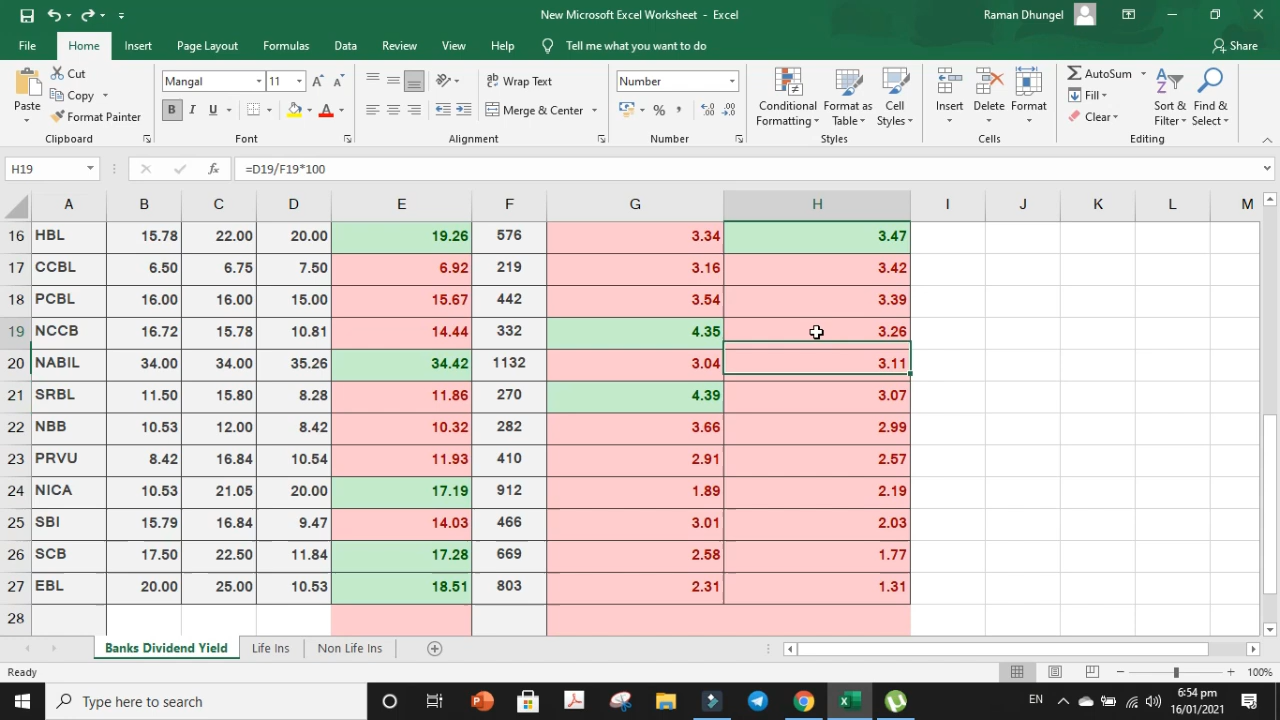 New Microsoft Excel Worksheet - Excel
Raman Dhungel
File Home Insert Page Layout Formulas Data Review View Help Tell me what you want to do Share
Paste
Cut
Copy
Format Painter
Clipboard
Mangal 11
B I U
Font
Wrap Text
Merge & Center
Alignment
Number
%
Number
Conditional Formatting
Format as Table
Cell Styles
Styles
Insert
Delete
Format
Cells
AutoSum
Fill
Clear
Sort & Filter
Find & Select
Editing
H19 fx =D19/F19*100
A B C D E F G H I J K L M
16 HBL 15.78 22.00 20.00 19.26 576 3.34 3.47
17 CCBL 6.50 6.75 7.50 6.92 219 3.16 3.42
18 PCBL 16.00 16.00 15.00 15.67 442 3.54 3.39
19 NCCB 16.72 15.78 10.81 14.44 332 4.35 3.26
20 NABIL 34.00 34.00 35.26 34.42 1132 3.04 3.11
21 SRBL 11.50 15.80 8.28 11.86 270 4.39 3.07
22 NBB 10.53 12.00 8.42 10.32 282 3.66 2.99
23 PRVU 8.42 16.84 10.54 11.93 410 2.91 2.57
24 NICA 10.53 21.05 20.00 17.19 912 1.89 2.19
25 SBI 15.79 16.84 9.47 14.03 466 3.01 2.03
26 SCB 17.50 22.50 11.84 17.28 669 2.58 1.77
27 EBL 20.00 25.00 10.53 18.51 803 2.31 1.31
28
Banks Dividend Yield Life Ins Non Life Ins
Ready 100%
Type here to search
EN
6:54 pm
16/01/2021